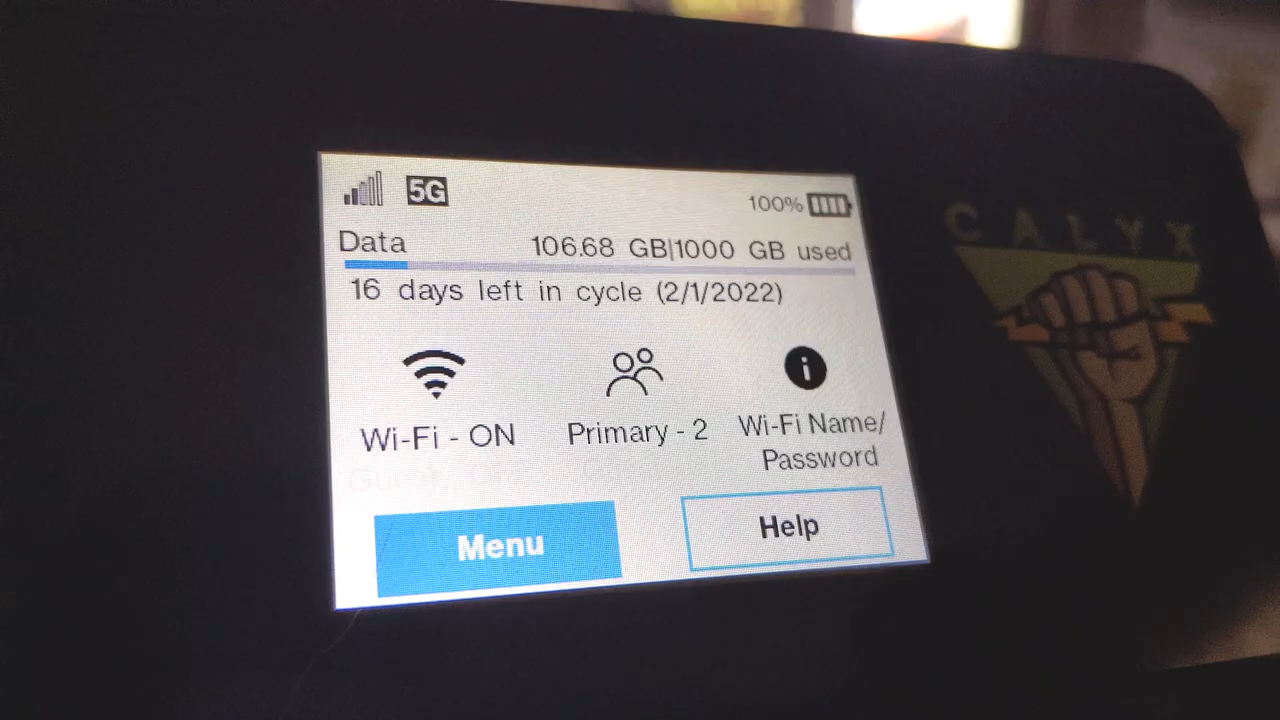 5G 100%
Data 106.68 GB|1000 GB used
16 days left in cycle (2/1/2022)
Wi-Fi - ON
Primary - 2
Wi-Fi Name/
Password
Menu
Help
CALYX